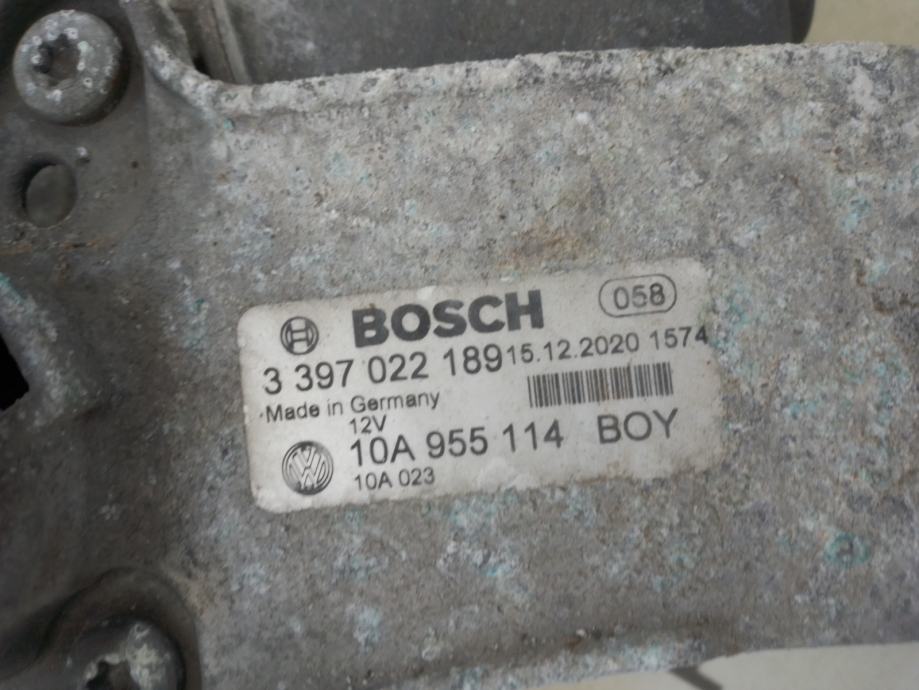 BOSCH 058
3 397 022 189 15.12.2020 1574
Made in Germany
12V
10A 955 114 BOY
10A 023